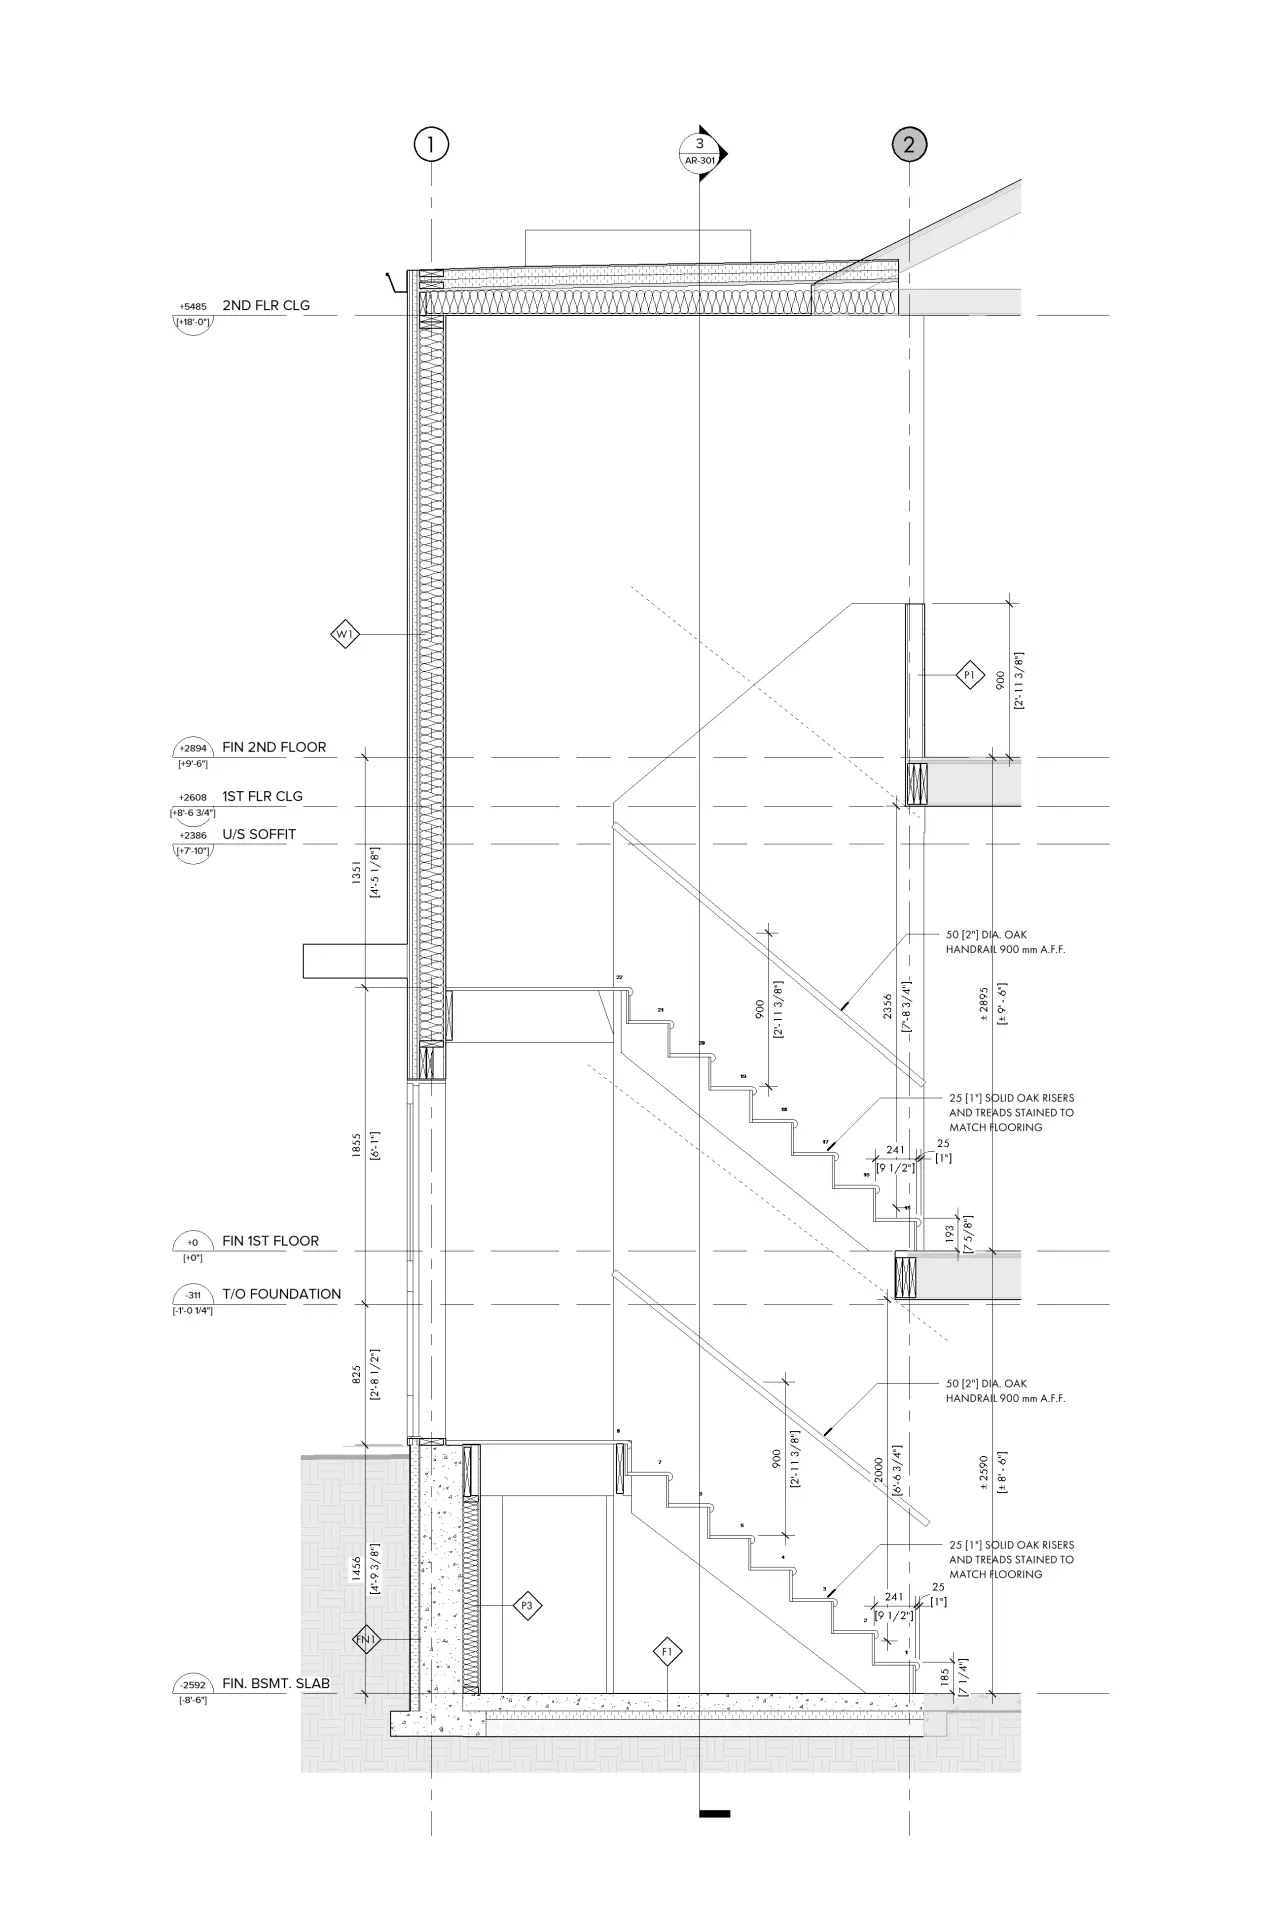 1
3
AR-301
2
+5485
2ND FLR CLG
[+18'-0"]
W1
P1
900
[2'-11 3/8"]
+2894
FIN 2ND FLOOR
[+9'-6"]
+2608
1ST FLR CLG
[+8'-6 3/4"]
+2386
U/S SOFFIT
[+7'-10"]
1351
[4'-5 1/8"]
50 [2"] DIA. OAK
HANDRAIL 900 mm A.F.F.
22
21
20
19
18
17
16
15
900
[2'-11 3/8"]
2356
[7'-8 3/4"]
± 2895
[± 9' - 6"]
25 [1"] SOLID OAK RISERS
AND TREADS STAINED TO
MATCH FLOORING
1855
[6'-1"]
241
[9 1/2"]
25
[1"]
193
[7 5/8"]
+0
FIN 1ST FLOOR
[+0"]
-311
T/O FOUNDATION
[-1'-0 1/4"]
825
[2'-8 1/2"]
50 [2"] DIA. OAK
HANDRAIL 900 mm A.F.F.
8
7
6
5
4
3
2
1
900
[2'-11 3/8"]
2000
[6'-6 3/4"]
± 2590
[± 8' - 6"]
25 [1"] SOLID OAK RISERS
AND TREADS STAINED TO
MATCH FLOORING
1456
[4'-9 3/8"]
P3
241
[9 1/2"]
25
[1"]
FN1
F1
185
[7 1/4"]
-2592
FIN. BSMT. SLAB
[-8'-6"]